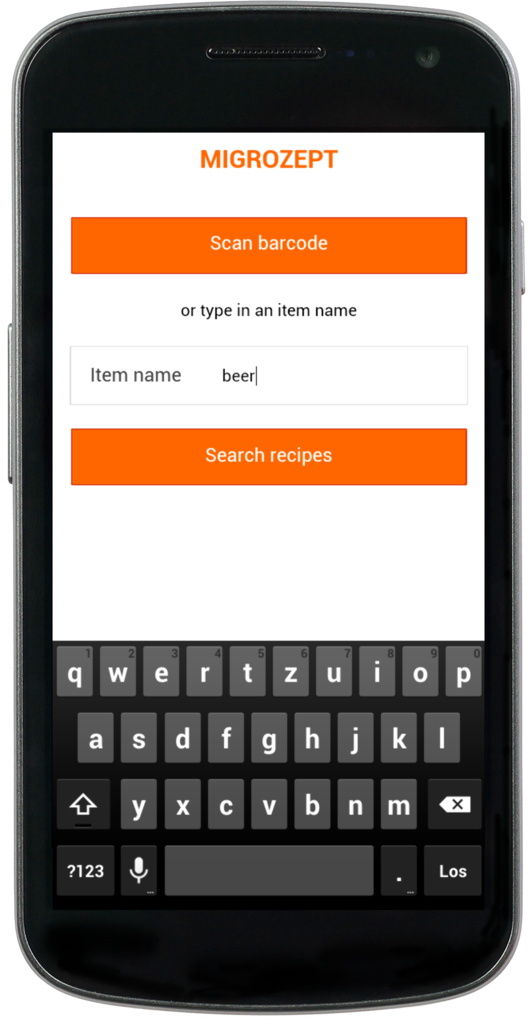 MIGROZEPT
Scan barcode
or type in an item name
Item name beer
Search recipes
1 2 3 4 5 6 7 8 9 0
q w e r t z u i o p
a s d f g h j k l
y x c v b n m
?123 . Los